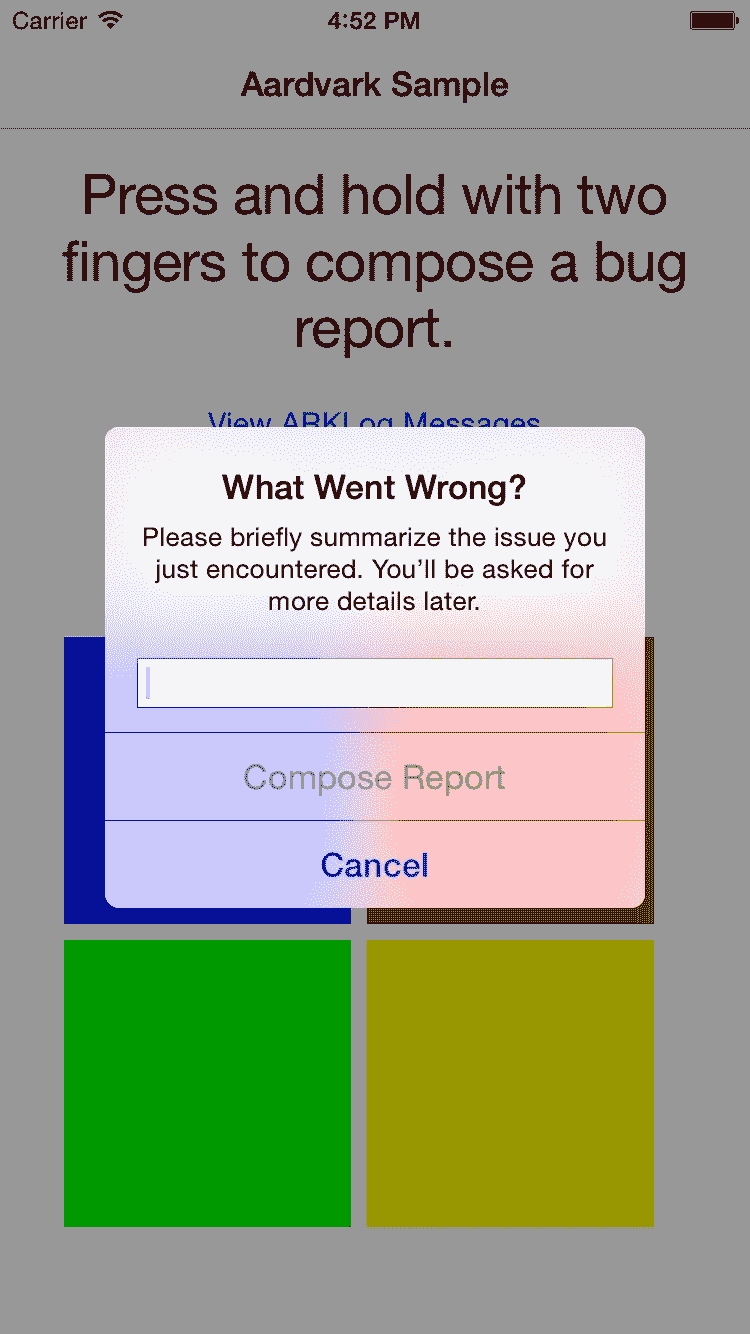 Carrier 4:52 PM
Aardvark Sample
Press and hold with two
fingers to compose a bug
report.
View ARKLog Messages
What Went Wrong?
Please briefly summarize the issue you
just encountered. You’ll be asked for
more details later.
Compose Report
Cancel